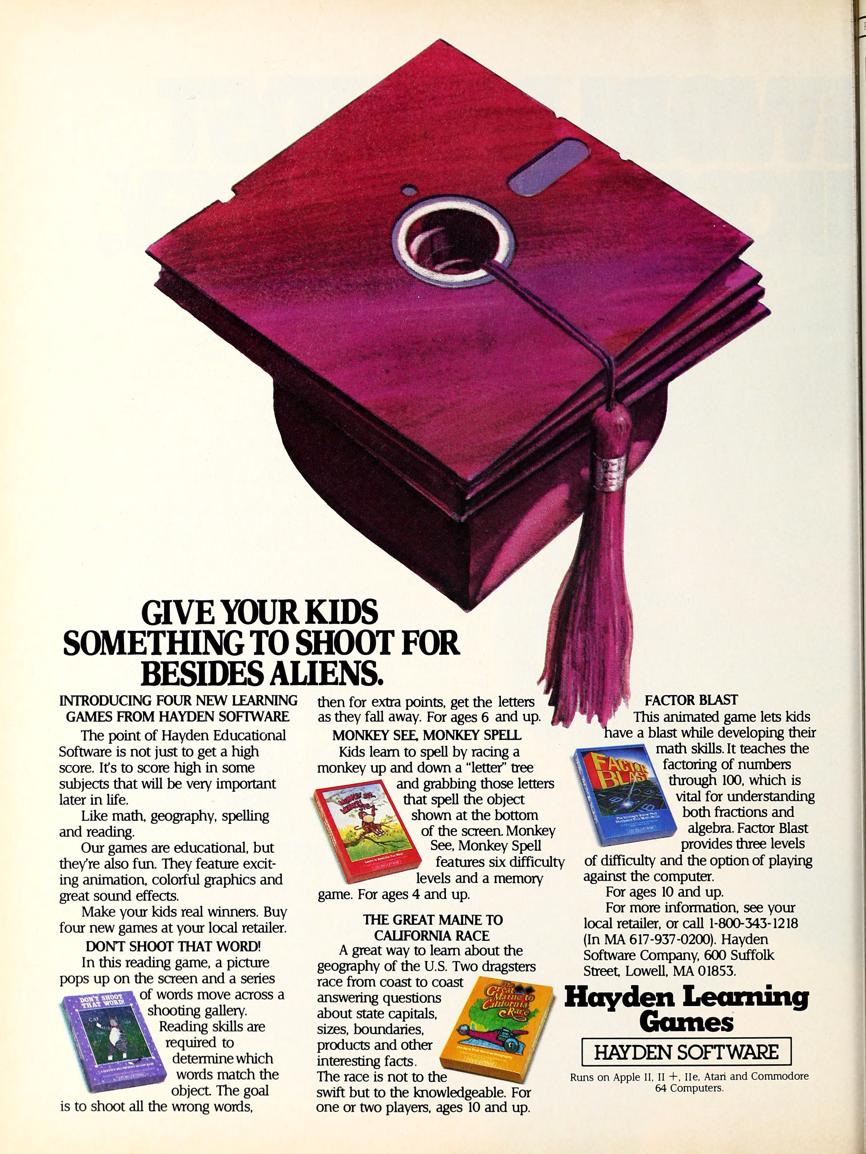 GIVE YOUR KIDS
SOMETHING TO SHOOT FOR
BESIDES ALIENS.
INTRODUCING FOUR NEW LEARNING
GAMES FROM HAYDEN SOFTWARE
The point of Hayden Educational
Software is not just to get a high
score. It's to score high in some
subjects that will be very important
later in life.
Like math, geography, spelling
and reading.
Our games are educational, but
they're also fun. They feature excit-
ing animation, colorful graphics and
great sound effects.
Make your kids real winners. Buy
four new games at your local retailer.
DON'T SHOOT THAT WORD!
In this reading game, a picture
pops up on the screen and a series
of words move across a
shooting gallery.
Reading skills are
required to
determine which
words match the
object. The goal
is to shoot all the wrong words,
DON'T SHOOT
THAT WORD!
CAT
then for extra points, get the letters
as they fall away. For ages 6 and up.
MONKEY SEE, MONKEY SPELL
Kids learn to spell by racing a
monkey up and down a “letter” tree
and grabbing those letters
that spell the object
shown at the bottom
of the screen. Monkey
See, Monkey Spell
features six difficulty
levels and a memory
game. For ages 4 and up.
THE GREAT MAINE TO
CALIFORNIA RACE
A great way to learn about the
geography of the U.S. Two dragsters
race from coast to coast
answering questions
about state capitals,
sizes, boundaries,
products and other
interesting facts.
The race is not to the
swift but to the knowledgeable. For
one or two players, ages 10 and up.
The
Great
Maine to
California
Race
FACTOR BLAST
This animated game lets kids
have a blast while developing their
math skills. It teaches the
factoring of numbers
through 100, which is
vital for understanding
both fractions and
algebra. Factor Blast
provides three levels
of difficulty and the option of playing
against the computer.
For ages 10 and up.
For more information, see your
local retailer, or call 1-800-343-1218
(In MA 617-937-0200). Hayden
Software Company, 600 Suffolk
Street, Lowell, MA 01853.
FACTOR
BLAST
Hayden Learning
Games
HAYDEN SOFTWARE
Runs on Apple II, II +, IIe, Atari and Commodore
64 Computers.